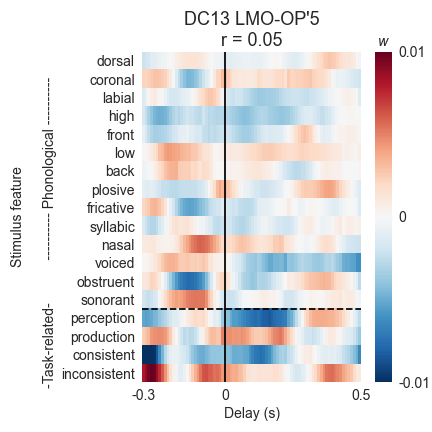 DC13 LMO-OP'5
r = 0.05
w
dorsal
coronal
labial
high
front
low
back
plosive
fricative
syllabic
nasal
voiced
obstruent
sonorant
perception
production
consistent
inconsistent
Stimulus feature
-Task-related- ---------- Phonological ----------
0.01
0
-0.01
-0.3
0
0.5
Delay (s)